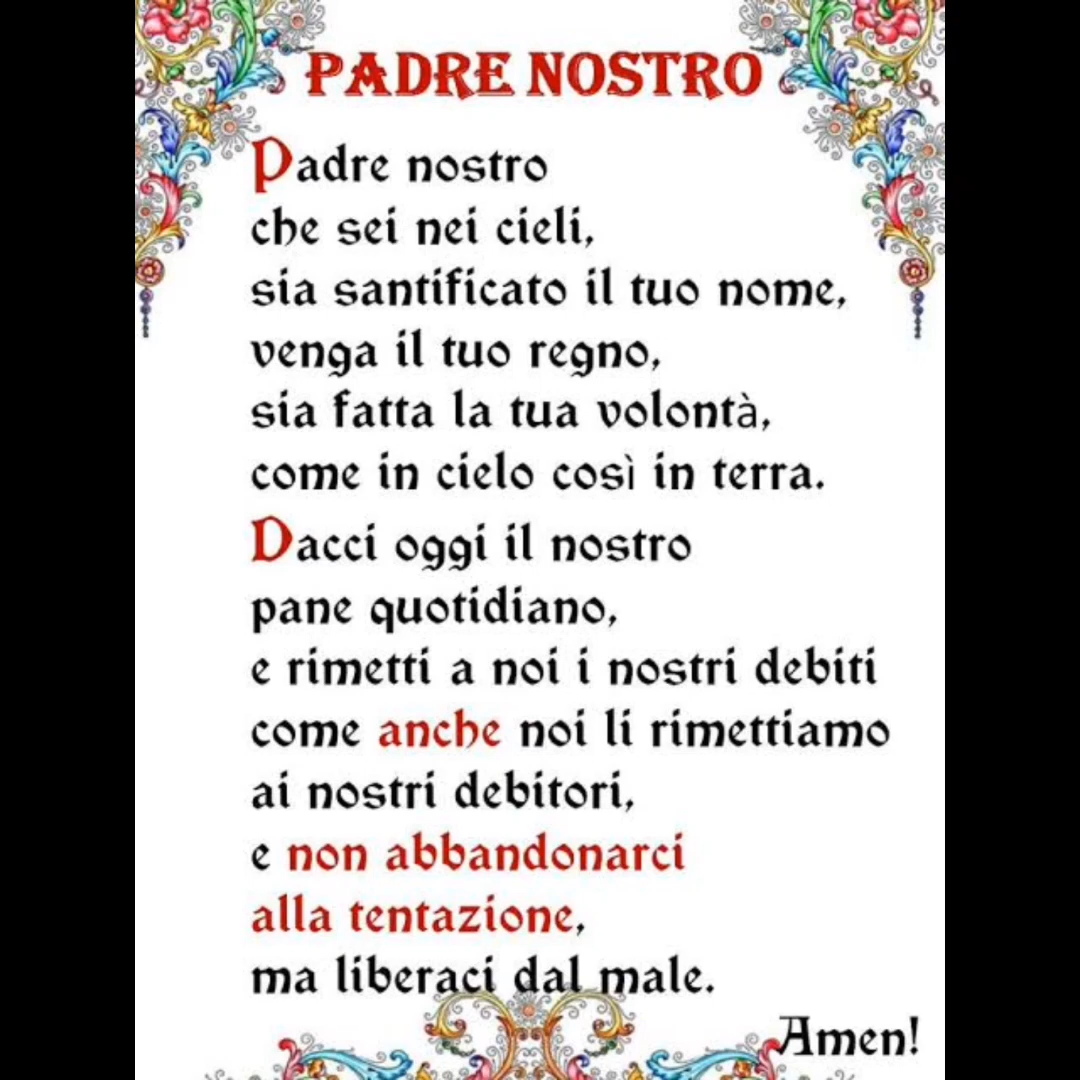 PADRE NOSTRO
Padre nostro
che sei nei cieli,
sia santificato il tuo nome,
venga il tuo regno,
sia fatta la tua volontà,
come in cielo così in terra.
Dacci oggi il nostro
pane quotidiano,
e rimetti a noi i nostri debiti
come anche noi li rimettiamo
ai nostri debitori,
e non abbandonarci
alla tentazione,
ma liberaci dal male.
Amen!